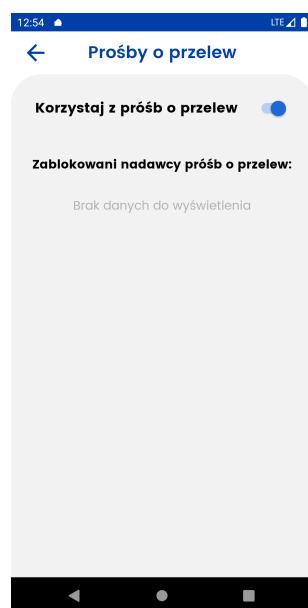 12:54 LTE
Prośby o przelew
Korzystaj z próśb o przelew
Zablokowani nadawcy próśb o przelew:
Brak danych do wyświetlenia